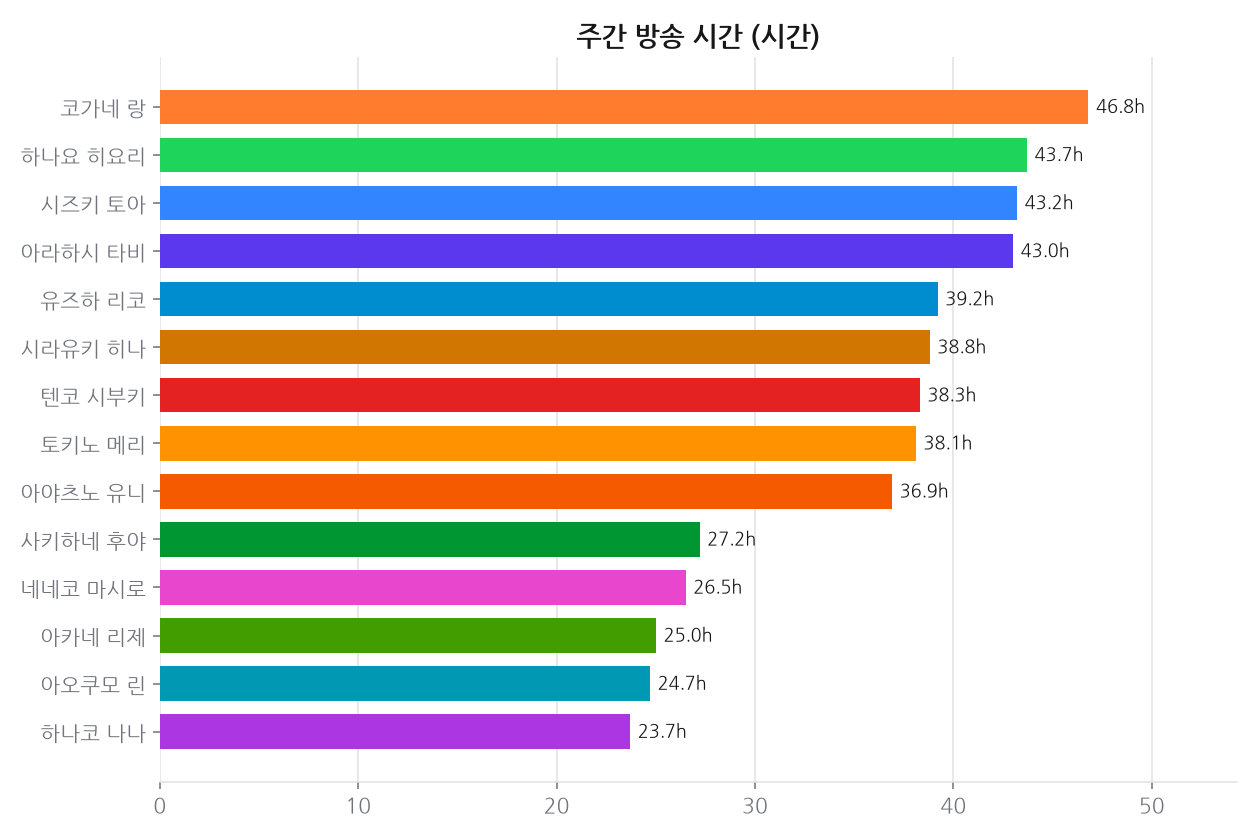 주간 방송 시간 (시간)
코가네 랑 46.8h
하나요 히요리 43.7h
시즈키 토아 43.2h
아라하시 타비 43.0h
유즈하 리코 39.2h
시라유키 히나 38.8h
텐코 시부키 38.3h
토키노 메리 38.1h
아야츠노 유니 36.9h
사키하네 후야 27.2h
네네코 마시로 26.5h
아카네 리제 25.0h
아오쿠모 린 24.7h
하나코 나나 23.7h
0 10 20 30 40 50